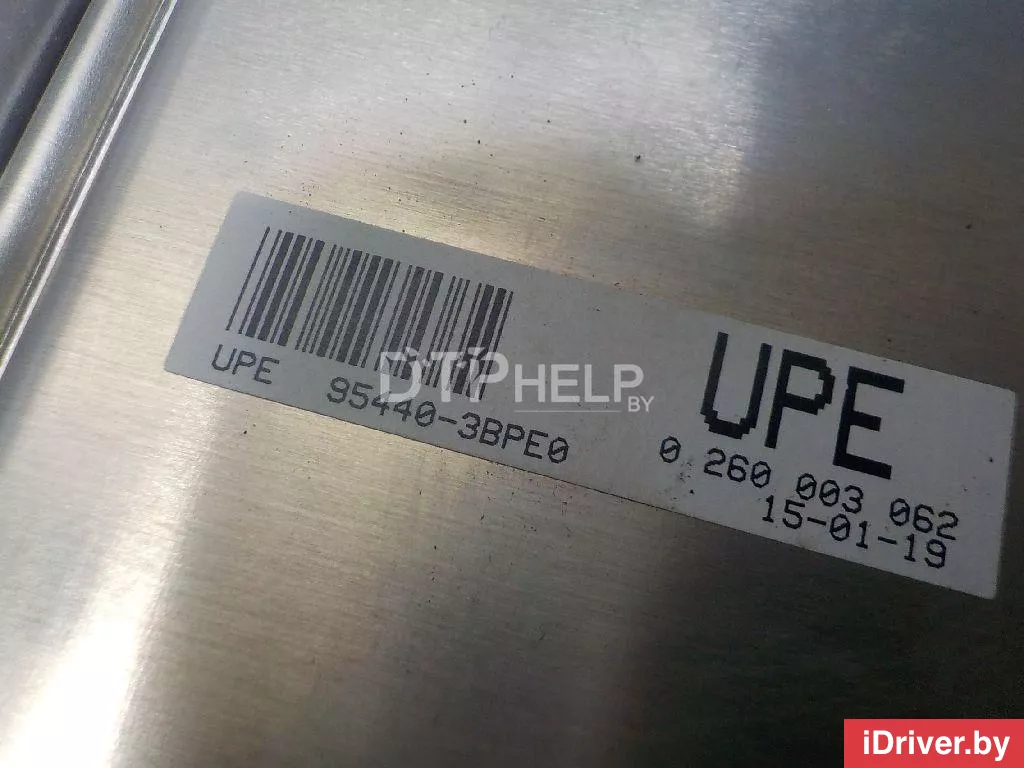 UPE 95440-3BPE0
UPE
0 260 003 062
15-01-19
DTPHELP
BY
iDriver.by